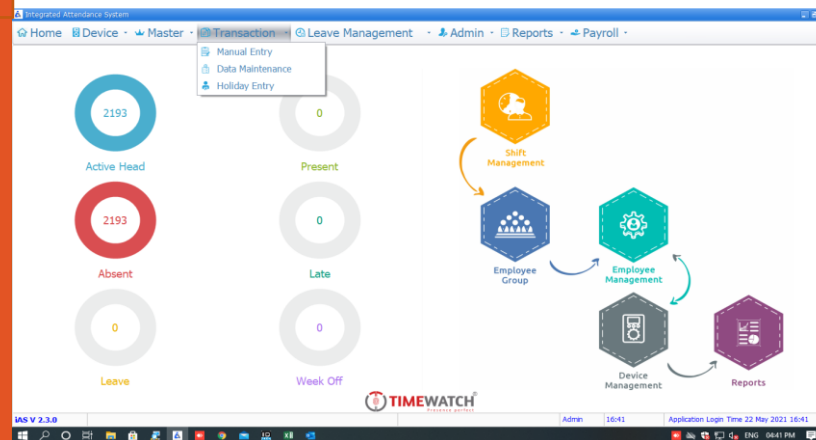 Integrated Attendance System
Home Device Master Transaction Leave Management Admin Reports Payroll
Manual Entry
Data Maintenance
Holiday Entry
2193
Active Head
0
Present
2193
Absent
0
Late
0
Leave
0
Week Off
Shift
Management
Employee
Group
Employee
Management
Device
Management
Reports
TIMEWATCH
Presence perfect
iAS V 2.3.0
Admin
16:41
Application Login Time 22 May 2021 16:41
ENG 04:41 PM